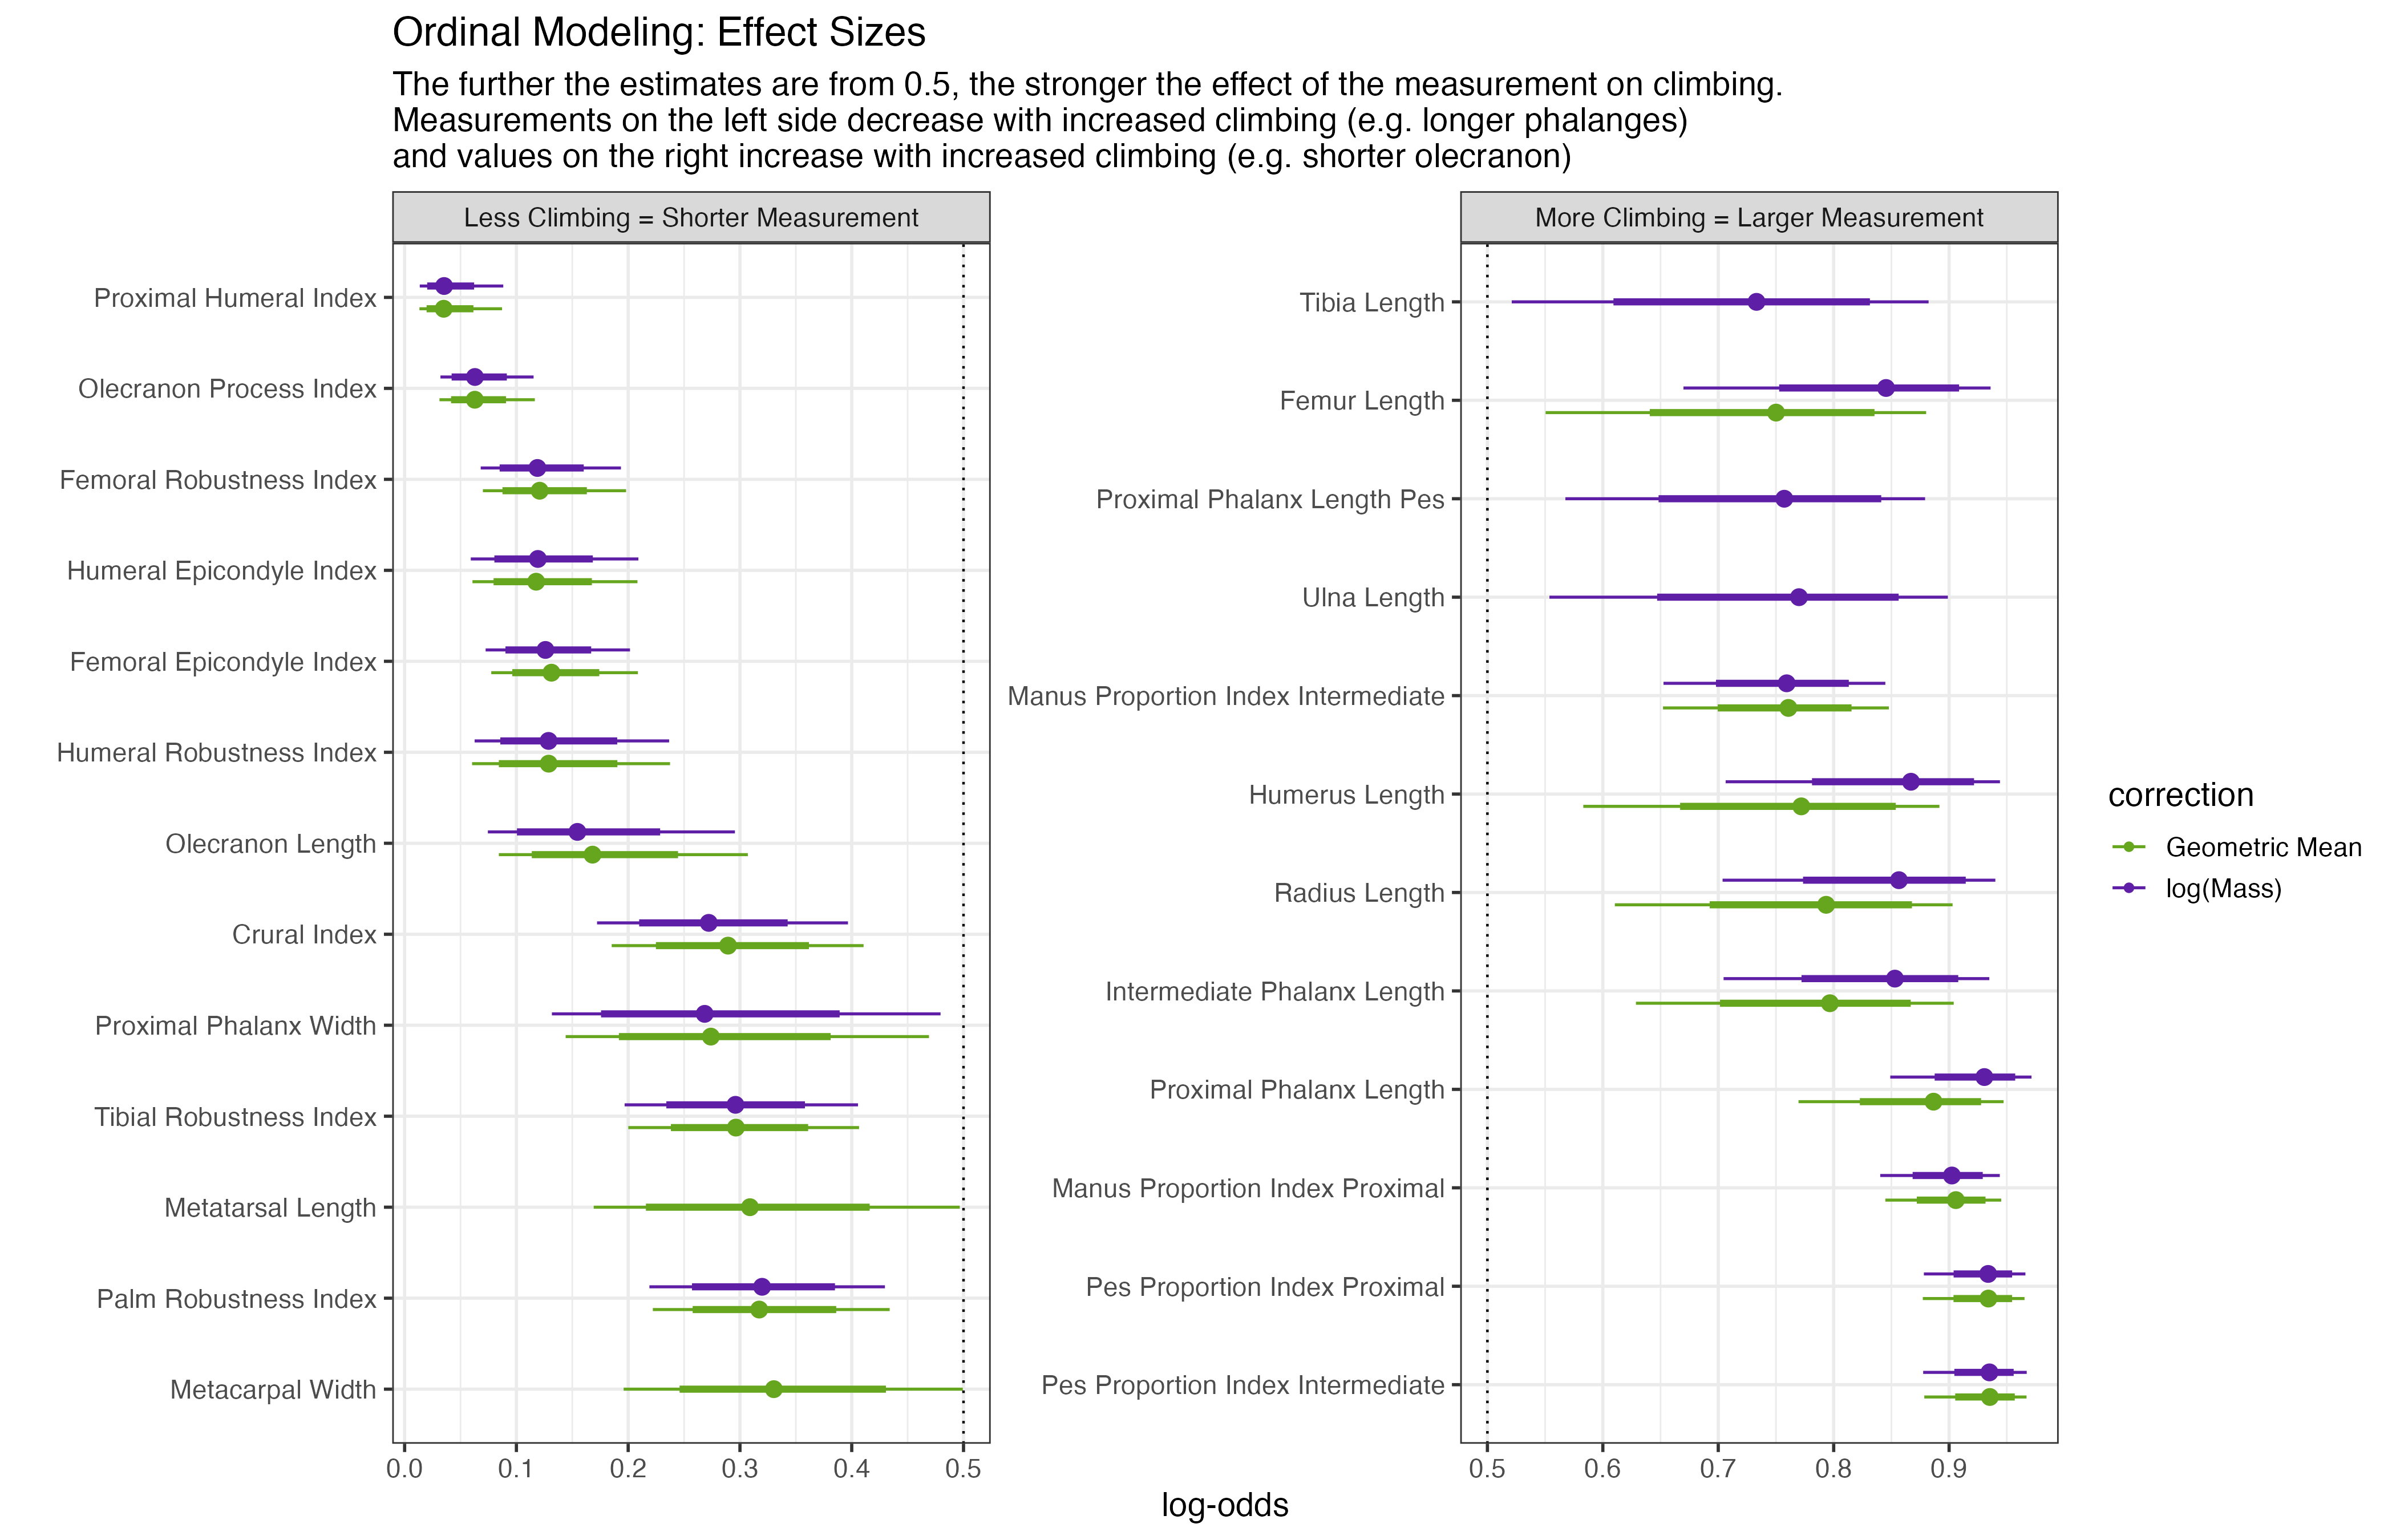 Ordinal Modeling: Effect Sizes
The further the estimates are from 0.5, the stronger the effect of the measurement on climbing.
Measurements on the left side decrease with increased climbing (e.g. longer phalanges)
and values on the right increase with increased climbing (e.g. shorter olecranon)
Less Climbing = Shorter Measurement
Proximal Humeral Index
Olecranon Process Index
Femoral Robustness Index
Humeral Epicondyle Index
Femoral Epicondyle Index
Humeral Robustness Index
Olecranon Length
Crural Index
Proximal Phalanx Width
Tibial Robustness Index
Metatarsal Length
Palm Robustness Index
Metacarpal Width
0.0 0.1 0.2 0.3 0.4 0.5
More Climbing = Larger Measurement
Tibia Length
Femur Length
Proximal Phalanx Length Pes
Ulna Length
Manus Proportion Index Intermediate
Humerus Length
Radius Length
Intermediate Phalanx Length
Proximal Phalanx Length
Manus Proportion Index Proximal
Pes Proportion Index Proximal
Pes Proportion Index Intermediate
0.5 0.6 0.7 0.8 0.9
log-odds
correction
Geometric Mean
log(Mass)